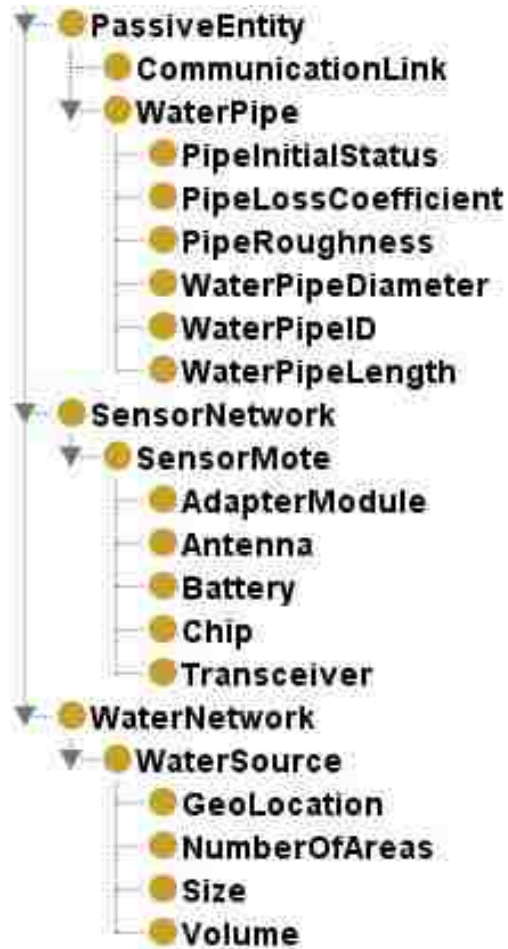 PassiveEntity
CommunicationLink
WaterPipe
PipeInitialStatus
PipeLossCoefficient
PipeRoughness
WaterPipeDiameter
WaterPipeID
WaterPipeLength
SensorNetwork
SensorMote
AdapterModule
Antenna
Battery
Chip
Transceiver
WaterNetwork
WaterSource
GeoLocation
NumberOfAreas
Size
Volume